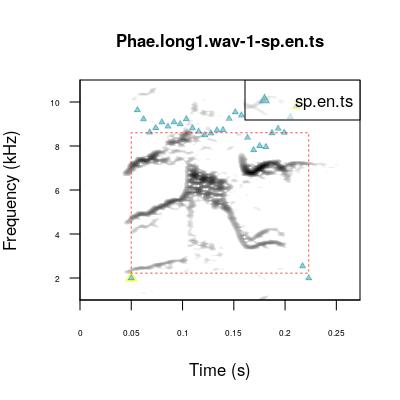 Phae.long1.wav-1-sp.en.ts
sp.en.ts
Frequency (kHz)
10
8
6
4
2
0 0.05 0.1 0.15 0.2 0.25
Time (s)